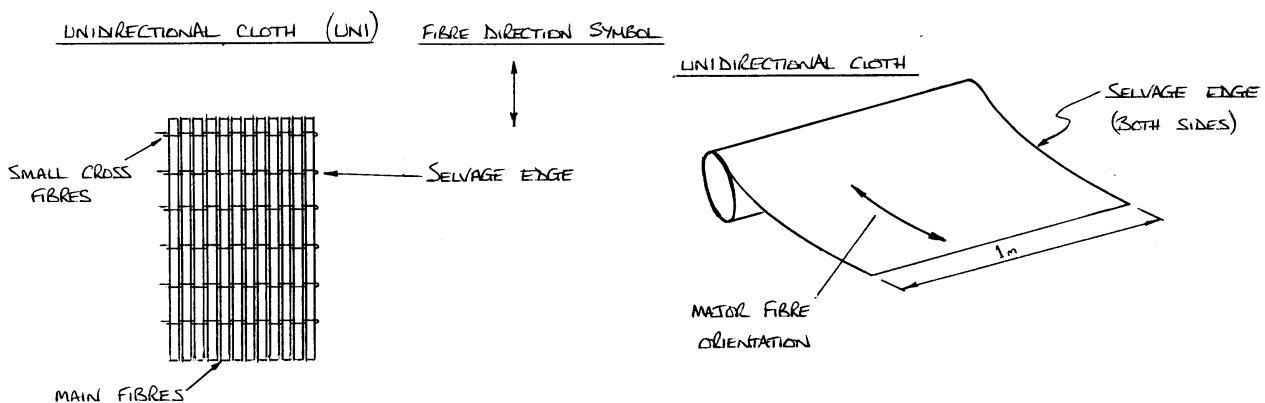 UNIDIRECTIONAL CLOTH (UNI)
FIBRE DIRECTION SYMBOL
SMALL CROSS
FIBRES
SELVAGE EDGE
MAIN FIBRES
UNIDIRECTIONAL CLOTH
SELVAGE EDGE
(BOTH SIDES)
1m
MAJOR FIBRE
ORIENTATION